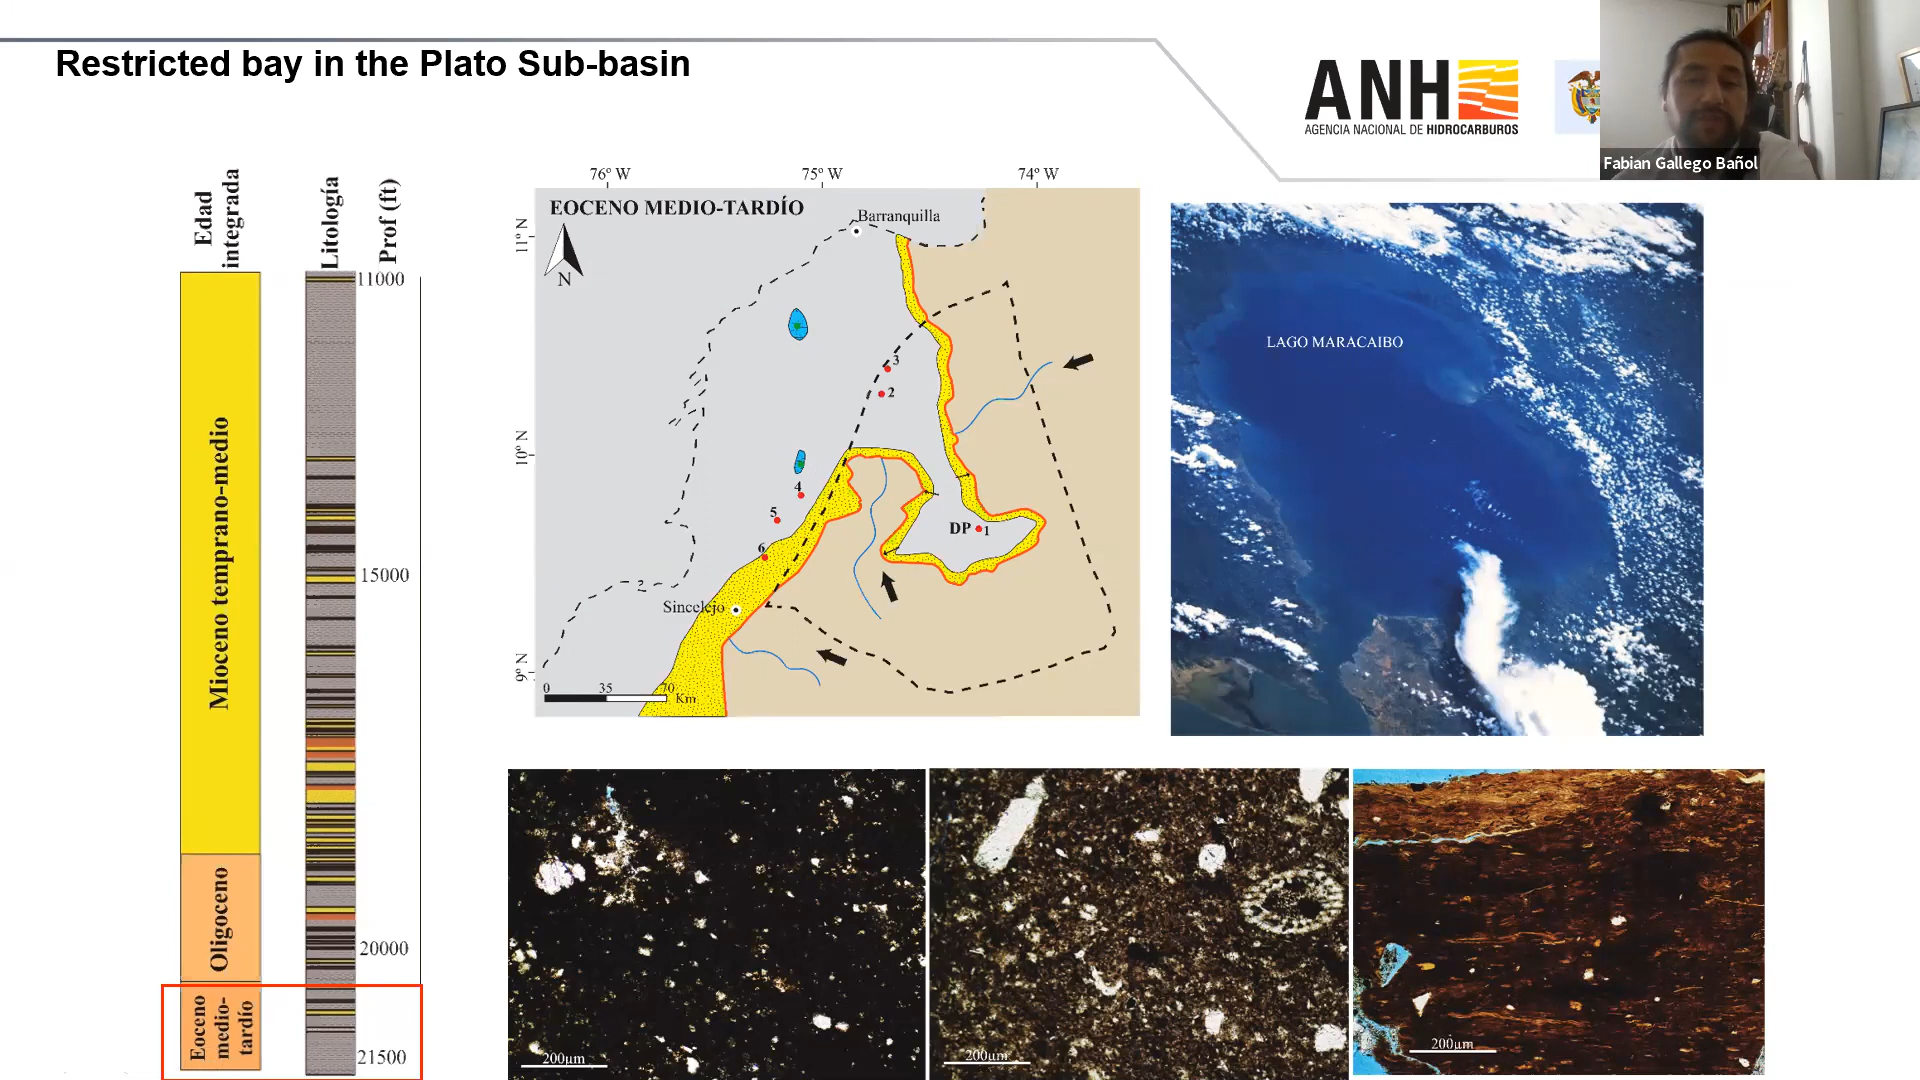 Restricted bay in the Plato Sub-basin
ANH
AGENCIA NACIONAL DE HIDROCARBUROS
Fabian Gallego Bañol
Edad
integrada
Litología
Prof (ft)
11000
15000
20000
21500
Mioceno temprano-medio
Oligoceno
Eoceno
medio-
tardío
76° W
75° W
74° W
11° N
10° N
9° N
EOCENO MEDIO-TARDÍO
N
Barranquilla
3
2
4
5
6
DP
1
Sincelejo
0
35
70
Km
LAGO MARACAIBO
200µm
200µm
200µm